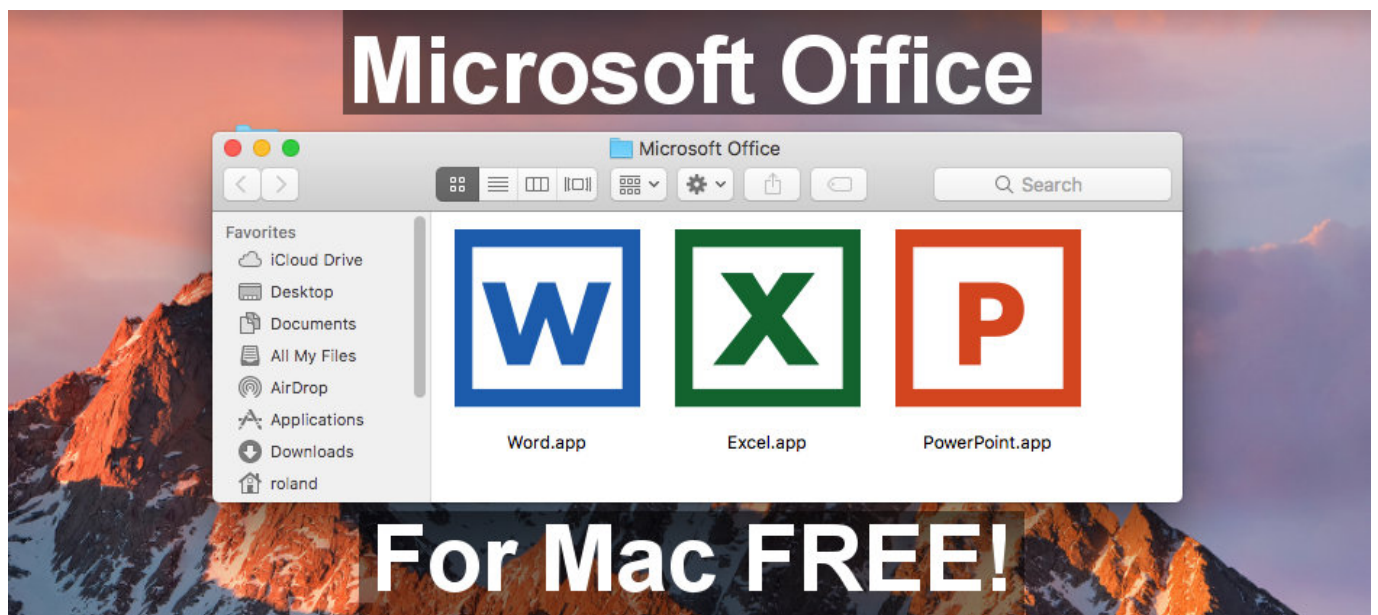 Microsoft Office
Microsoft Office
Search
Favorites
iCloud Drive
Desktop
Documents
All My Files
AirDrop
Applications
Downloads
roland
W X P
Word.app Excel.app PowerPoint.app
For Mac FREE!